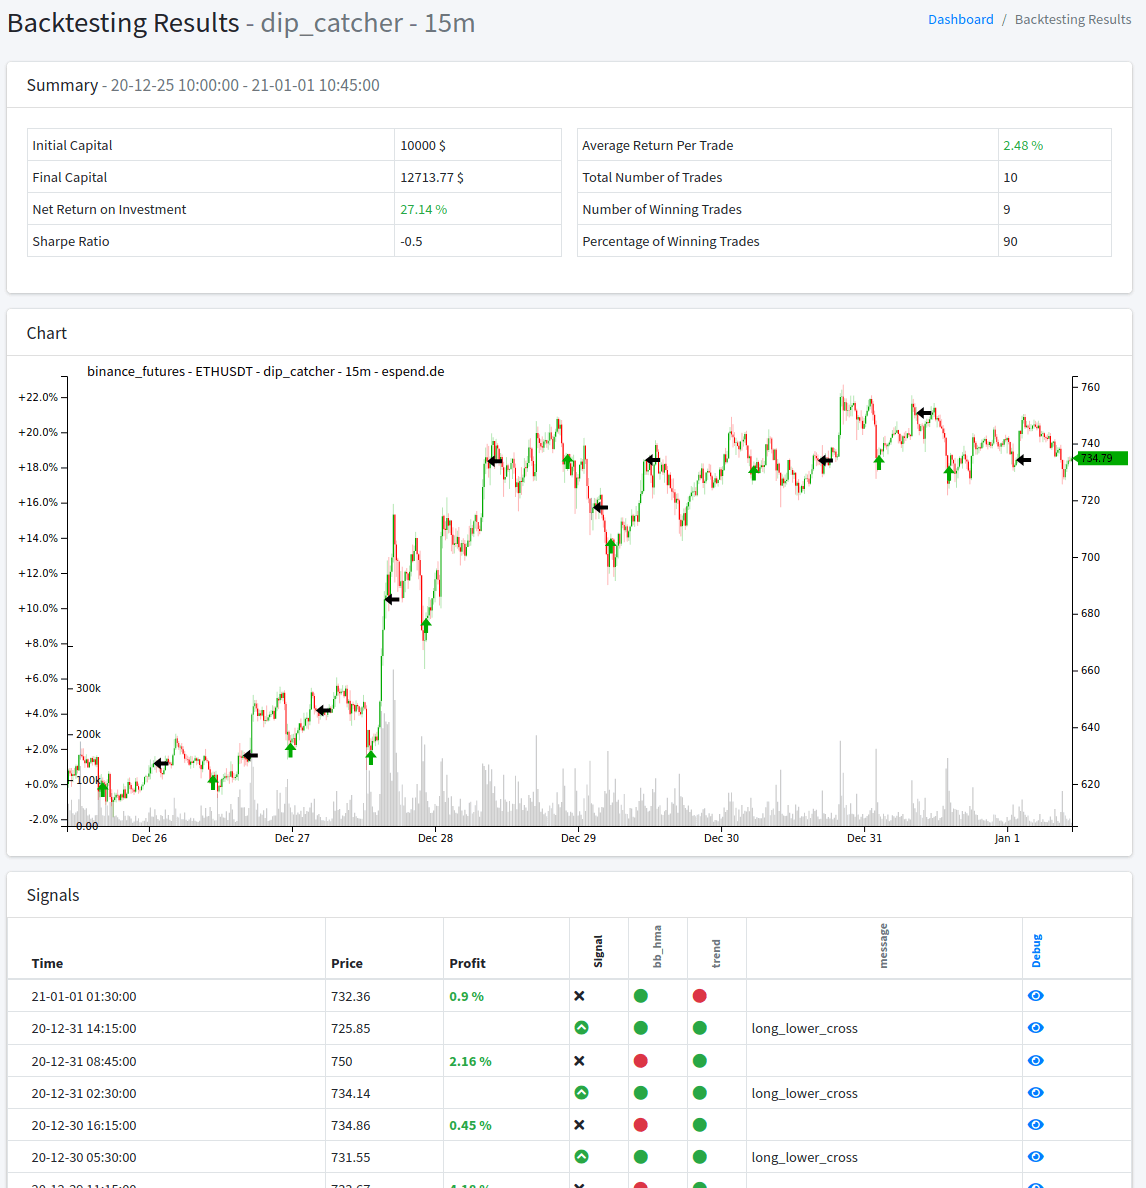 Backtesting Results - dip_catcher - 15m
Dashboard / Backtesting Results
Summary - 20-12-25 10:00:00 - 21-01-01 10:45:00
Initial Capital 10000 $
Final Capital 12713.77 $
Net Return on Investment 27.14 %
Sharpe Ratio -0.5
Average Return Per Trade 2.48 %
Total Number of Trades 10
Number of Winning Trades 9
Percentage of Winning Trades 90
Chart
binance_futures - ETHUSDT - dip_catcher - 15m - espend.de
+22.0%
+20.0%
+18.0%
+16.0%
+14.0%
+12.0%
+10.0%
+8.0%
+6.0%
+4.0%
+2.0%
+0.0%
-2.0%
300k
200k
100k
0.00
760
740
734.79
720
700
680
660
640
620
Dec 26 Dec 27 Dec 28 Dec 29 Dec 30 Dec 31 Jan 1
Signals
Time Price Profit Signal bb_hma trend message Debug
21-01-01 01:30:00 732.36 0.9 %
20-12-31 14:15:00 725.85 long_lower_cross
20-12-31 08:45:00 750 2.16 %
20-12-31 02:30:00 734.14 long_lower_cross
20-12-30 16:15:00 734.86 0.45 %
20-12-30 05:30:00 731.55 long_lower_cross